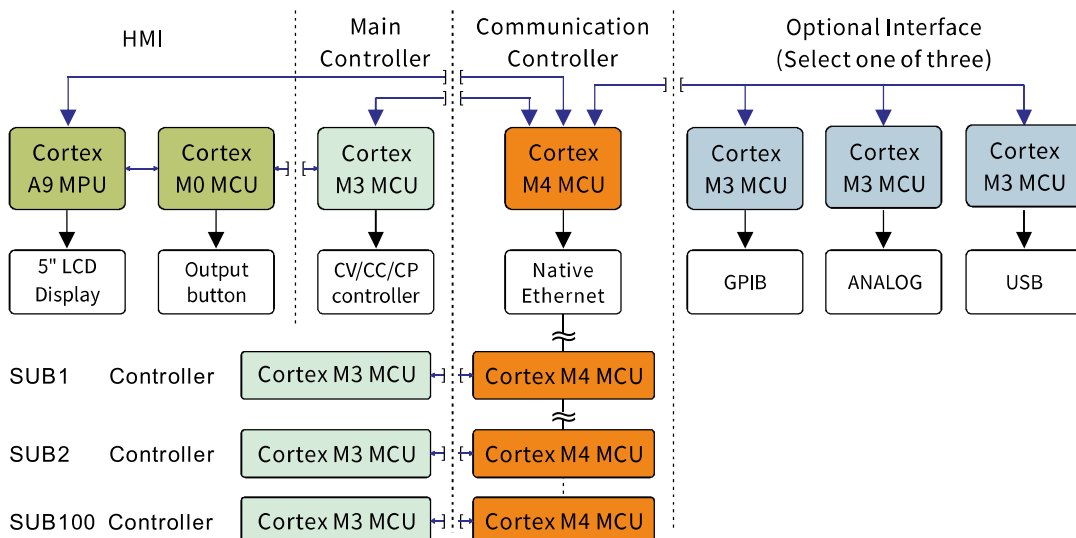 HMI
Main
Controller
Communication
Controller
Optional Interface
(Select one of three)
Cortex
A9 MPU
Cortex
M0 MCU
Cortex
M3 MCU
Cortex
M4 MCU
Cortex
M3 MCU
Cortex
M3 MCU
Cortex
M3 MCU
5" LCD
Display
Output
button
CV/CC/CP
controller
Native
Ethernet
GPIB
ANALOG
USB
SUB1 Controller Cortex M3 MCU Cortex M4 MCU
SUB2 Controller Cortex M3 MCU Cortex M4 MCU
SUB100 Controller Cortex M3 MCU Cortex M4 MCU